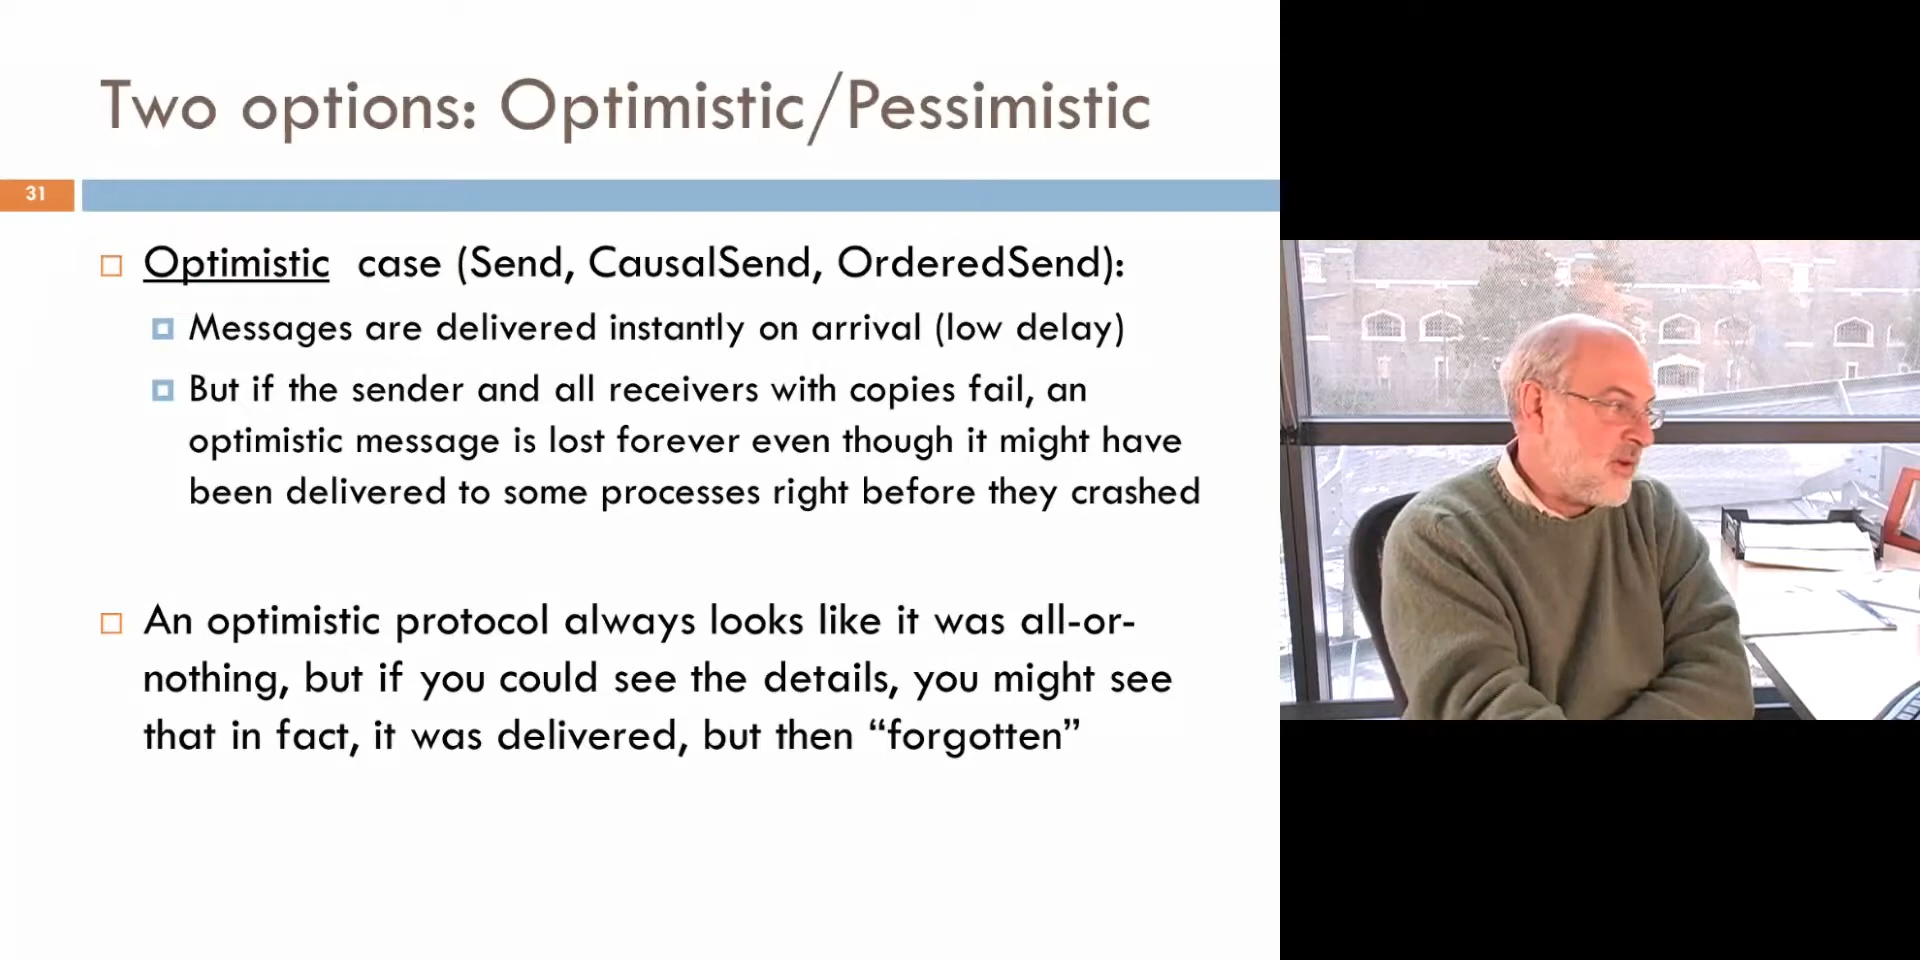 Two options: Optimistic/Pessimistic
31
Optimistic case (Send, CausalSend, OrderedSend):
Messages are delivered instantly on arrival (low delay)
But if the sender and all receivers with copies fail, an
optimistic message is lost forever even though it might have
been delivered to some processes right before they crashed
An optimistic protocol always looks like it was all-or-
nothing, but if you could see the details, you might see
that in fact, it was delivered, but then “forgotten”